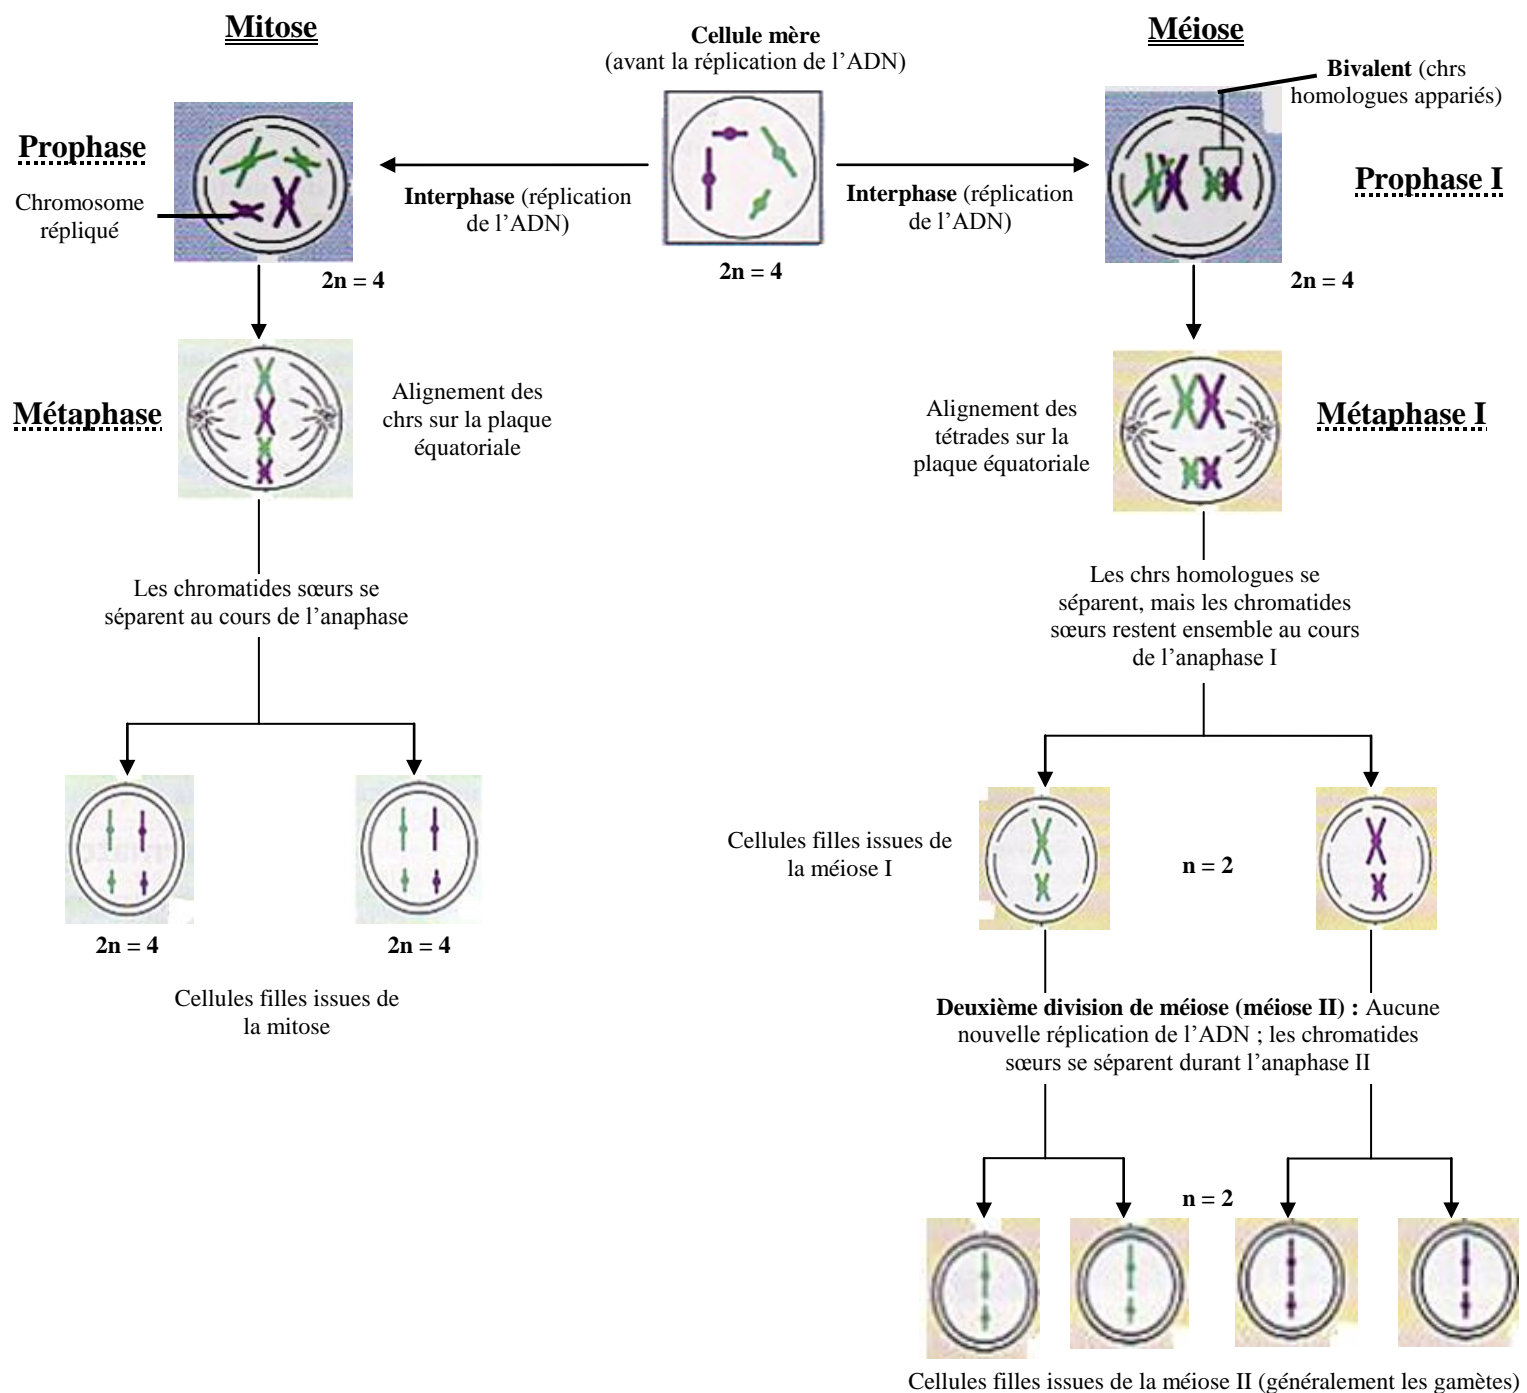 Mitose
Cellule mère
(avant la réplication de l’ADN)
Méiose
Bivalent (chrs
homologues appariés)
Prophase
Chromosome
répliqué
Interphase (réplication
de l’ADN)
Interphase (réplication
de l’ADN)
Prophase I
2n = 4
2n = 4
2n = 4
Métaphase
Alignement des
chrs sur la plaque
équatoriale
Alignement des
tétrades sur la
plaque équatoriale
Métaphase I
Les chromatides sœurs se
séparent au cours de l’anaphase
Les chrs homologues se
séparent, mais les chromatides
sœurs restent ensemble au cours
de l’anaphase I
2n = 4
2n = 4
Cellules filles issues de
la mitose
Cellules filles issues de
la méiose I
n = 2
Deuxième division de méiose (méiose II) : Aucune
nouvelle réplication de l’ADN ; les chromatides
sœurs se séparent durant l’anaphase II
n = 2
Cellules filles issues de la méiose II (généralement les gamètes)